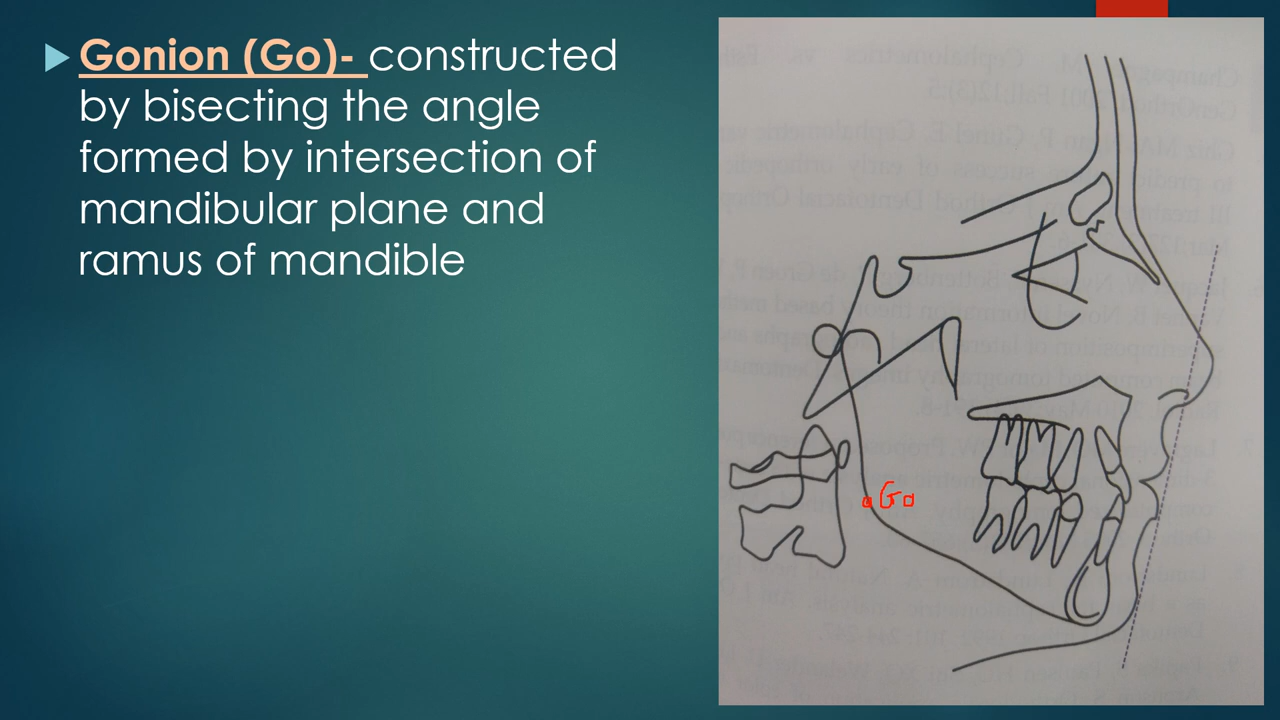 Gonion (Go)- constructed
by bisecting the angle
formed by intersection of
mandibular plane and
ramus of mandible
Go